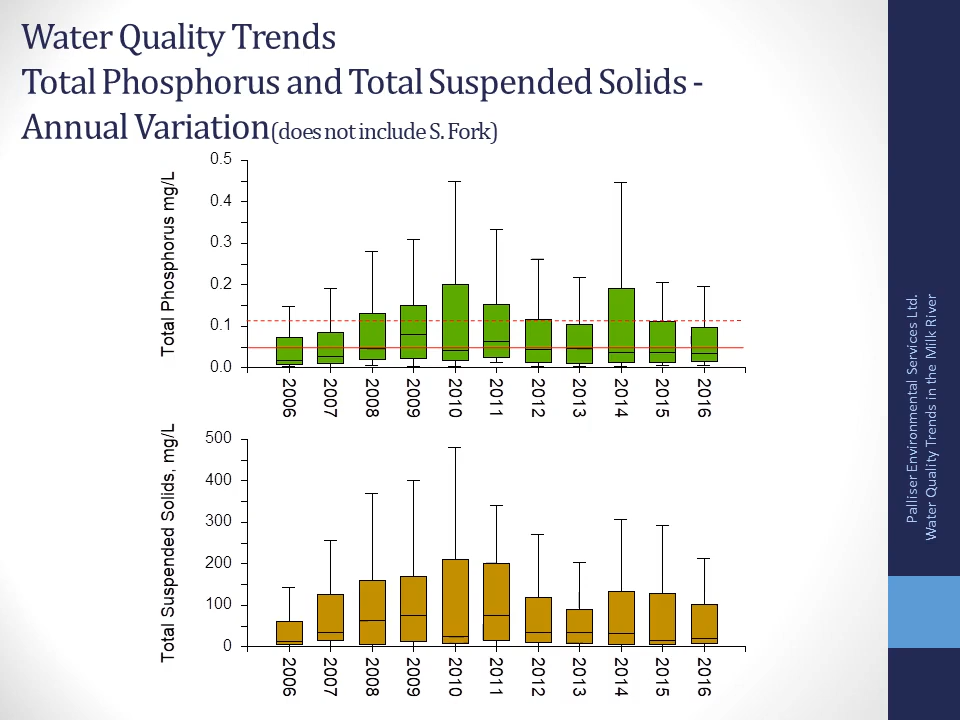 Water Quality Trends
Total Phosphorus and Total Suspended Solids -
Annual Variation(does not include S. Fork)
Total Phosphorus mg/L
0.5
0.4
0.3
0.2
0.1
0.0
2006 2007 2008 2009 2010 2011 2012 2013 2014 2015 2016
Total Suspended Solids, mg/L
500
400
300
200
100
0
2006 2007 2008 2009 2010 2011 2012 2013 2014 2015 2016
Palliser Environmental Services Ltd.
Water Quality Trends in the Milk River